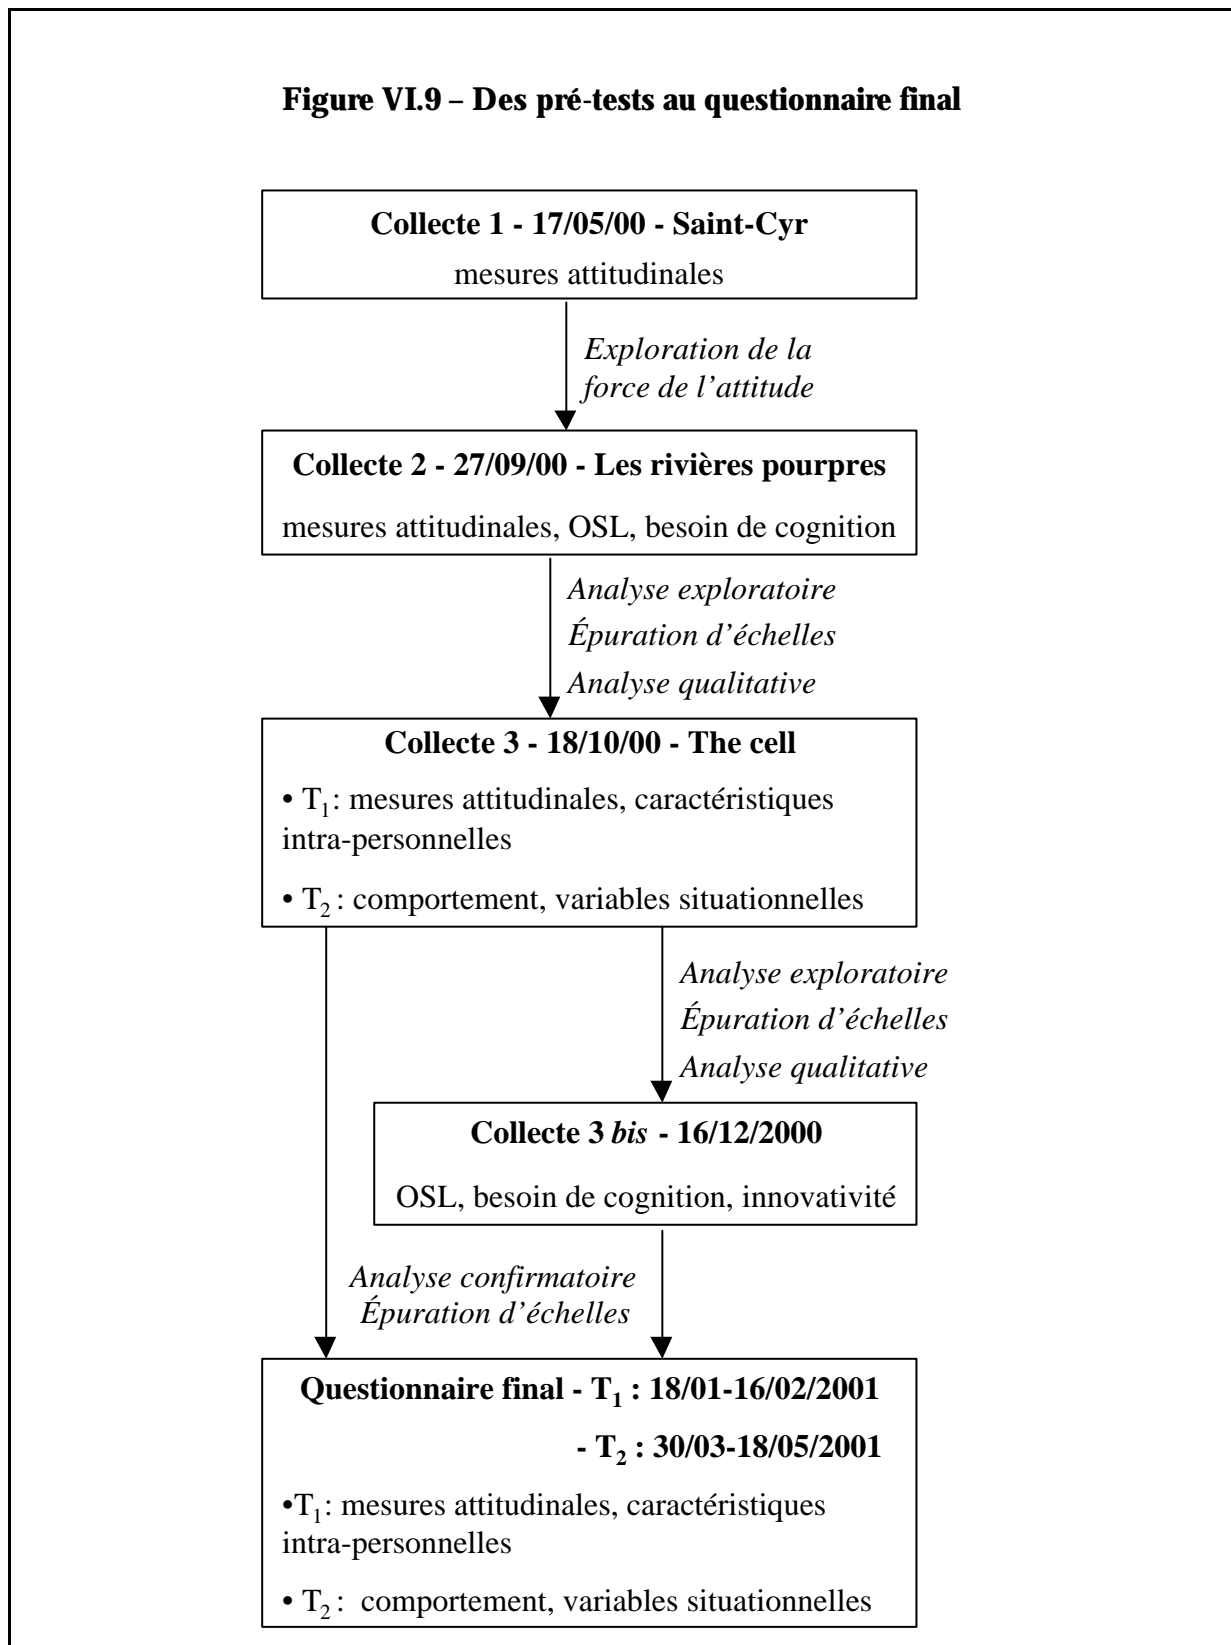 Figure VI.9 – Des pré-tests au questionnaire final
Collecte 1 - 17/05/00 - Saint-Cyr
mesures attitudinales
Exploration de la
force de l’attitude
Collecte 2 - 27/09/00 - Les rivières pourpres
mesures attitudinales, OSL, besoin de cognition
Analyse exploratoire
Épuration d’échelles
Analyse qualitative
Collecte 3 - 18/10/00 - The cell
• T1: mesures attitudinales, caractéristiques
intra-personnelles
• T2 : comportement, variables situationnelles
Analyse exploratoire
Épuration d’échelles
Analyse qualitative
Collecte 3 bis - 16/12/2000
OSL, besoin de cognition, innovativité
Analyse confirmatoire
Épuration d’échelles
Questionnaire final - T1 : 18/01-16/02/2001
- T2 : 30/03-18/05/2001
•T1: mesures attitudinales, caractéristiques
intra-personnelles
• T2 : comportement, variables situationnelles